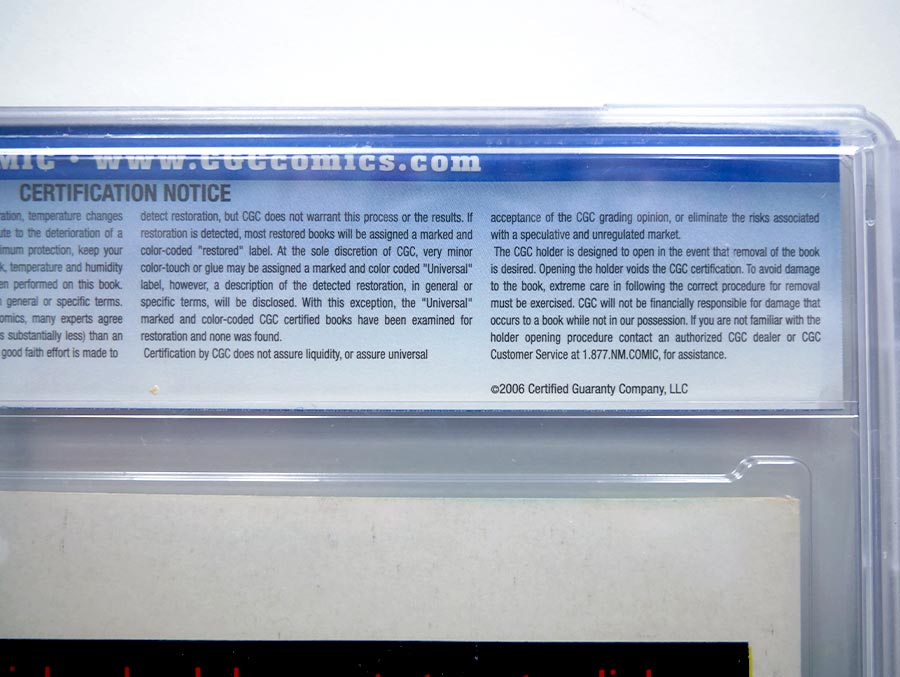 MIC • www.CGCcomics.com
CERTIFICATION NOTICE
temperature changes
to the deterioration of a
protection, keep your
temperature and humidity
performed on this book.
general or specific terms.
many experts agree
substantially less) than an
good faith effort is made to
detect restoration, but CGC does not warrant this process or the results. If
restoration is detected, most restored books will be assigned a marked and
color-coded "restored" label. At the sole discretion of CGC, very minor
color-touch or glue may be assigned a marked and color coded "Universal"
label, however, a description of the detected restoration, in general or
specific terms, will be disclosed. With this exception, the "Universal"
marked and color-coded CGC certified books have been examined for
restoration and none was found.
Certification by CGC does not assure liquidity, or assure universal
acceptance of the CGC grading opinion, or eliminate the risks associated
with a speculative and unregulated market.
The CGC holder is designed to open in the event that removal of the book
is desired. Opening the holder voids the CGC certification. To avoid damage
to the book, extreme care in following the correct procedure for removal
must be exercised. CGC will not be financially responsible for damage that
occurs to a book while not in our possession. If you are not familiar with the
holder opening procedure contact an authorized CGC dealer or CGC
Customer Service at 1.877.NM.COMIC, for assistance.
©2006 Certified Guaranty Company, LLC